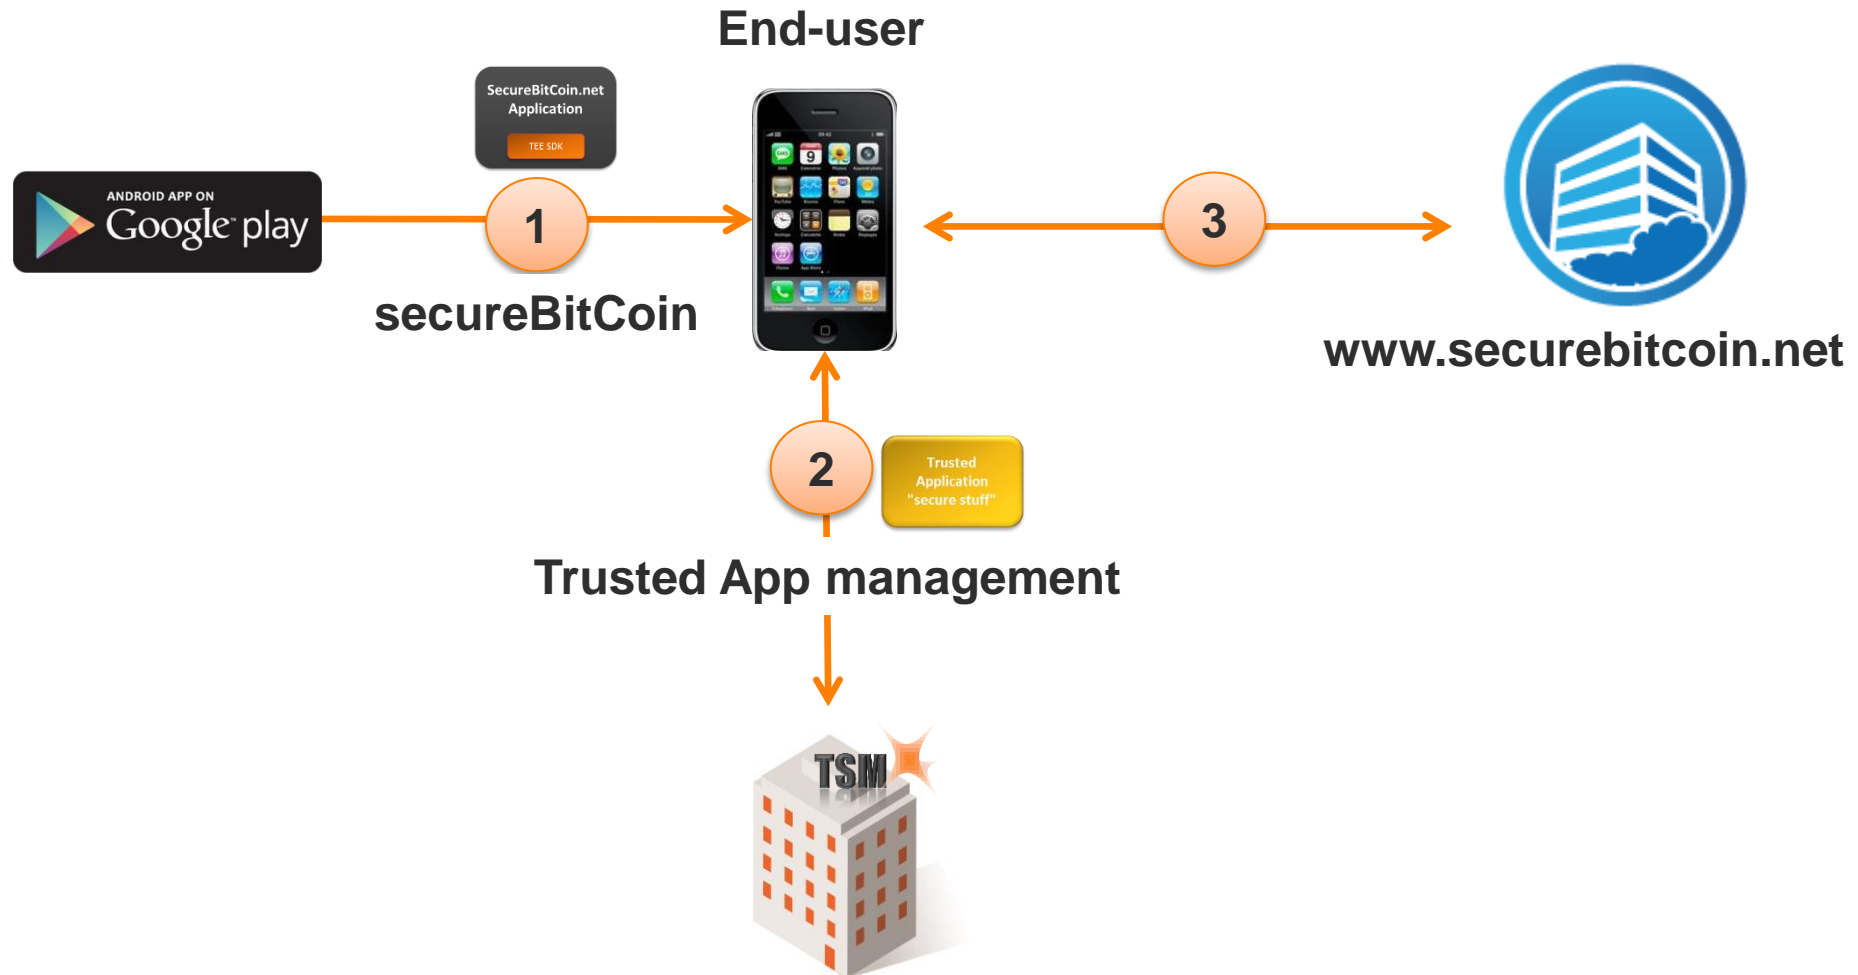 End-user
SecureBitCoin.net
Application
TEE SDK
ANDROID APP ON
Google play
1
secureBitCoin
3
www.securebitcoin.net
2
Trusted
Application
"secure stuff"
Trusted App management
TSM
9